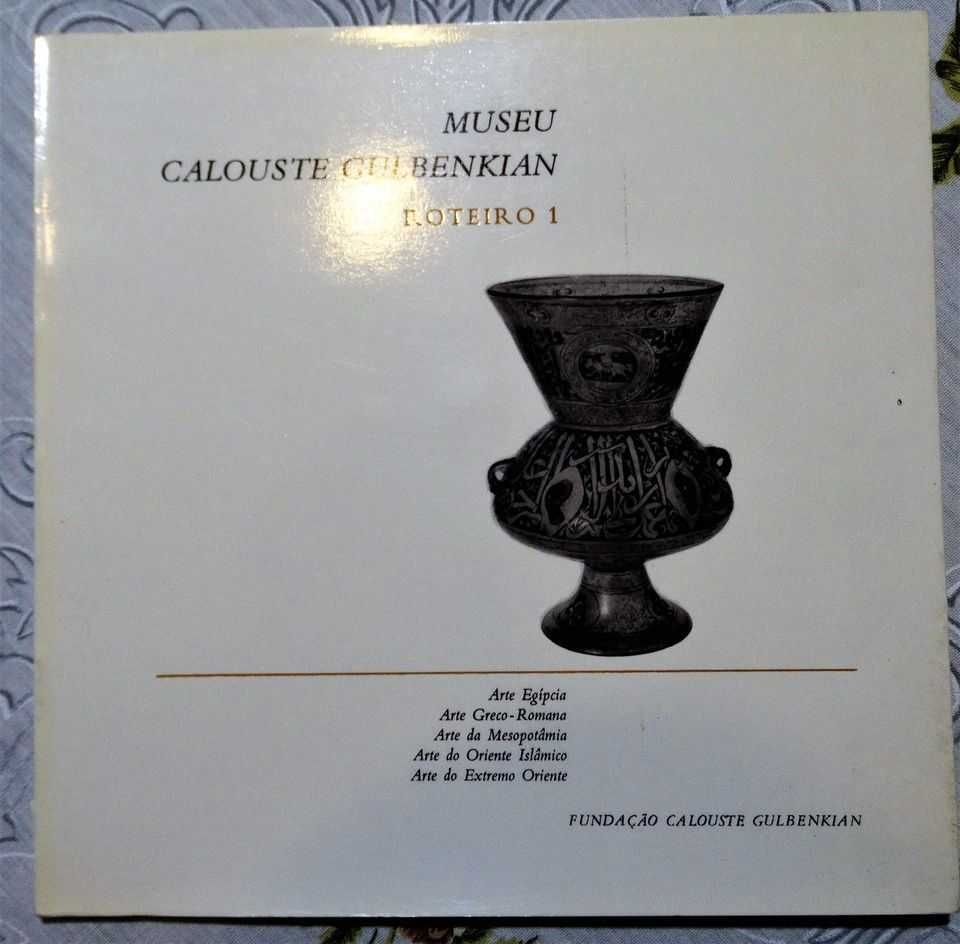 MUSEU
CALOUSTE GULBENKIAN
ROTEIRO 1
Arte Egípcia
Arte Greco-Romana
Arte da Mesopotâmia
Arte do Oriente Islâmico
Arte do Extremo Oriente
FUNDAÇÃO CALOUSTE GULBENKIAN